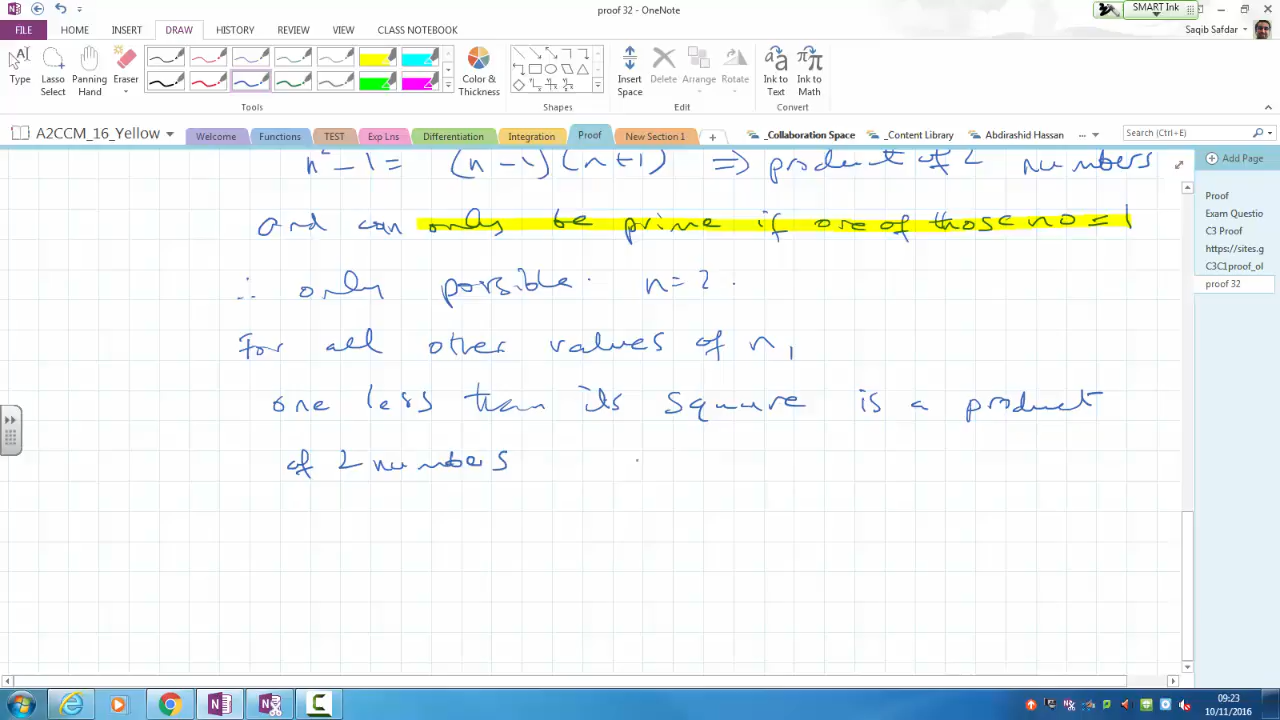 proof 32 - OneNote
SMART Ink
FILE HOME INSERT DRAW HISTORY REVIEW VIEW CLASS NOTEBOOK
Saqib Safdar
Type
Lasso Select
Panning Hand
Eraser
Color & Thickness
Insert Space
Delete
Arrange
Rotate
Ink to Text
Ink to Math
Tools
Shapes
Edit
Convert
A2CCM_16_Yellow
Welcome Functions TEST Exp Lns Differentiation Integration Proof New Section 1
_Collaboration Space _Content Library Abdirashid Hassan ...
Search (Ctrl+E)
Add Page
Proof
Exam Questio
C3 Proof
https://sites.g
C3C1proof_ol
proof 32
n²-1 = (n-1)(n+1) ⇒ product of 2 numbers
and can only be prime if one of those no = 1
∴ only possible n=2.
For all other values of n,
one less than its square is a product
of 2 numbers
09:23
10/11/2016